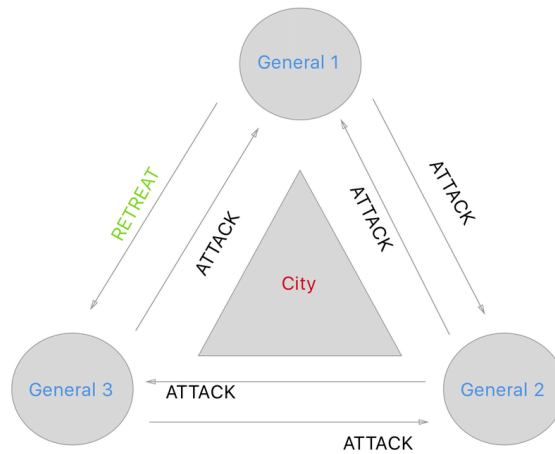 General 1
RETREAT
ATTACK
ATTACK
ATTACK
City
General 3
ATTACK
General 2
ATTACK